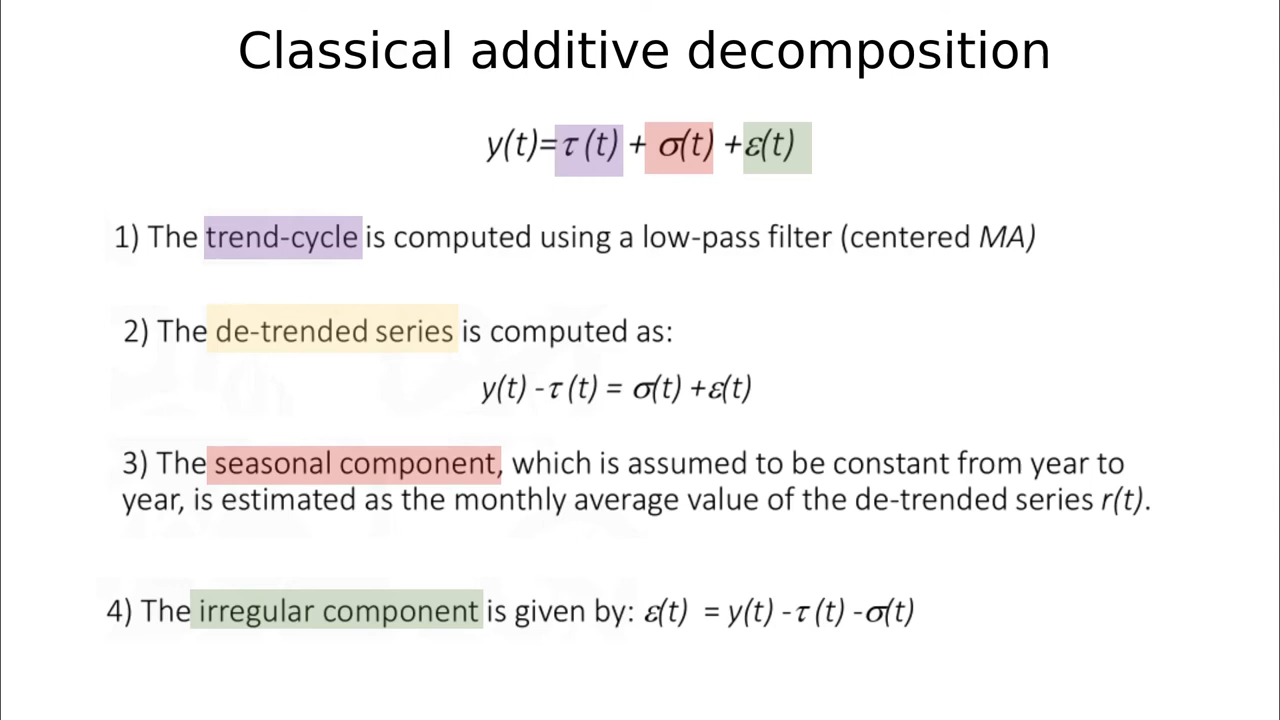 Classical additive decomposition
y(t)=τ (t) + σ(t) +ε(t)
1) The trend-cycle is computed using a low-pass filter (centered MA)
2) The de-trended series is computed as:
y(t) -τ (t) = σ(t) +ε(t)
3) The seasonal component, which is assumed to be constant from year to
year, is estimated as the monthly average value of the de-trended series r(t).
4) The irregular component is given by: ε(t) = y(t) -τ (t) -σ(t)